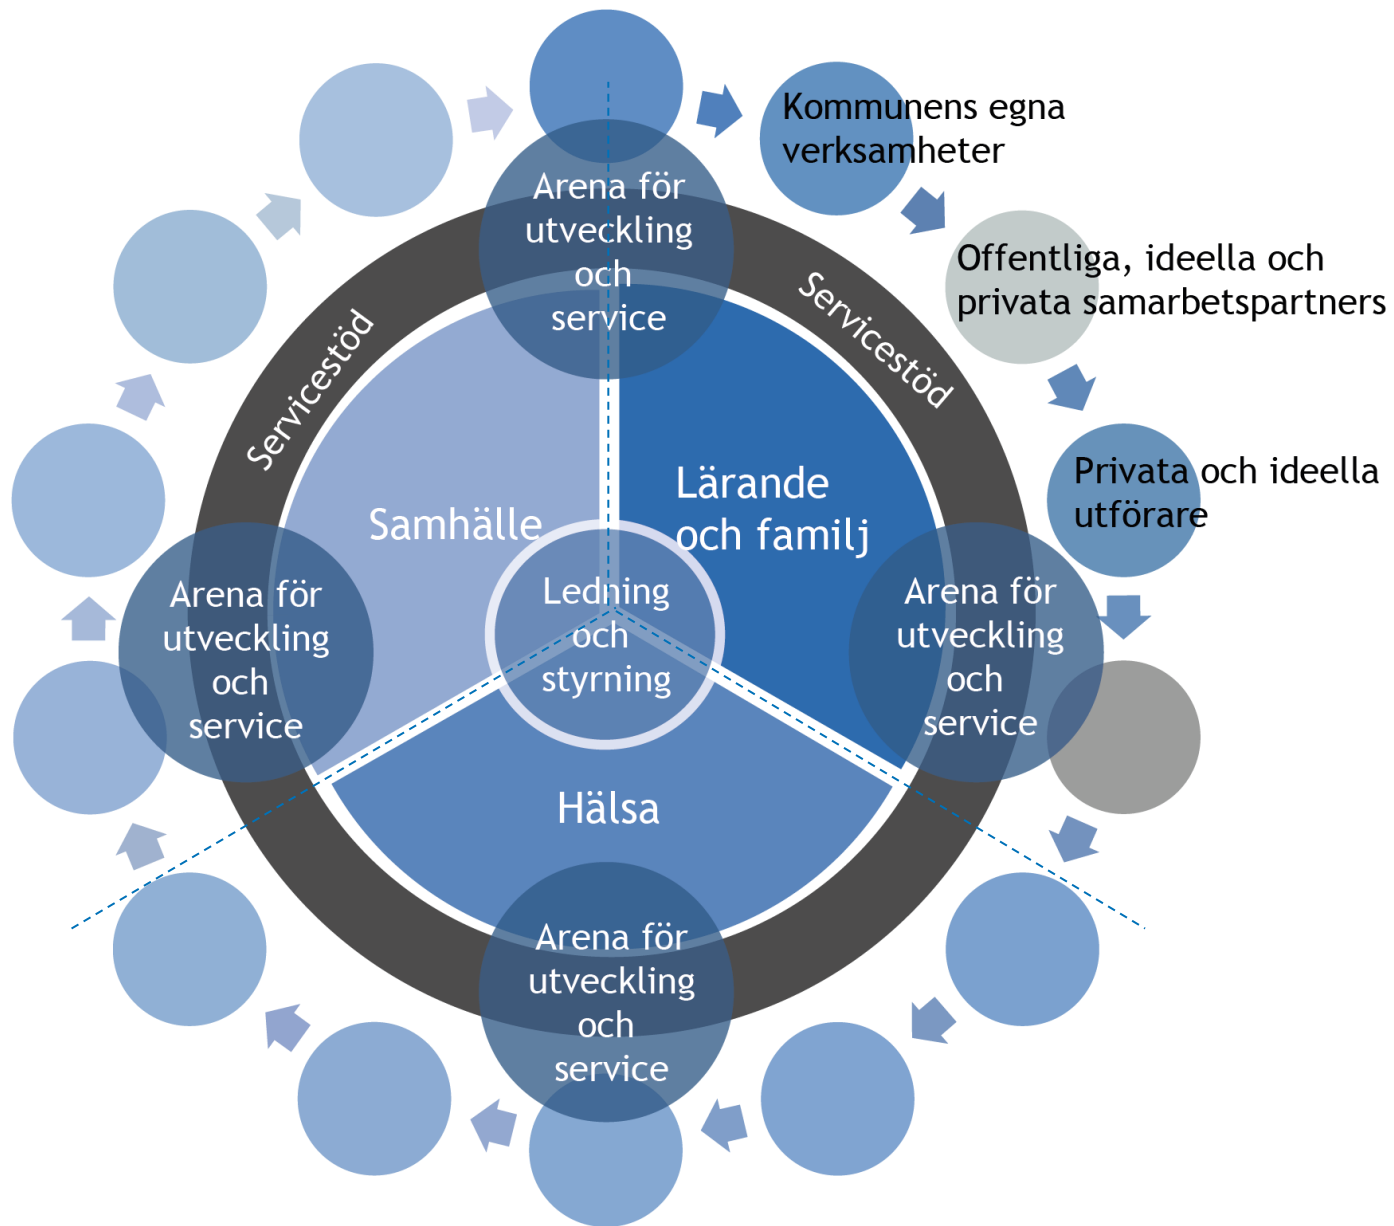 Kommunens egna
verksamheter
Arena för
utveckling
och
service
Offentliga, ideella och
privata samarbetspartners
Servicestöd
Servicestöd
Privata och ideella
utförare
Lärande
och familj
Samhälle
Arena för
utveckling
och
service
Ledning
och
styrning
Arena för
utveckling
och
service
Hälsa
Arena för
utveckling
och
service